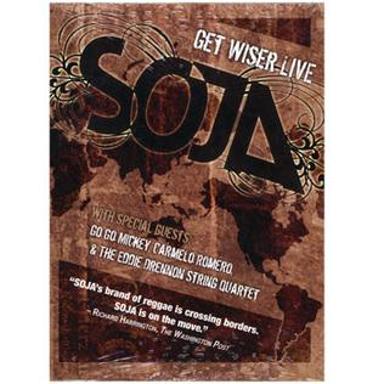 GET WISER LIVE
SOJA
WITH SPECIAL GUESTS
GO GO MICKEY, CARMELO ROMERO,
& THE EDDIE DRENNON STRING QUARTET
“SOJA’s brand of reggae is crossing borders.
SOJA is on the move.”
– RICHARD HARRINGTON, THE WASHINGTON POST